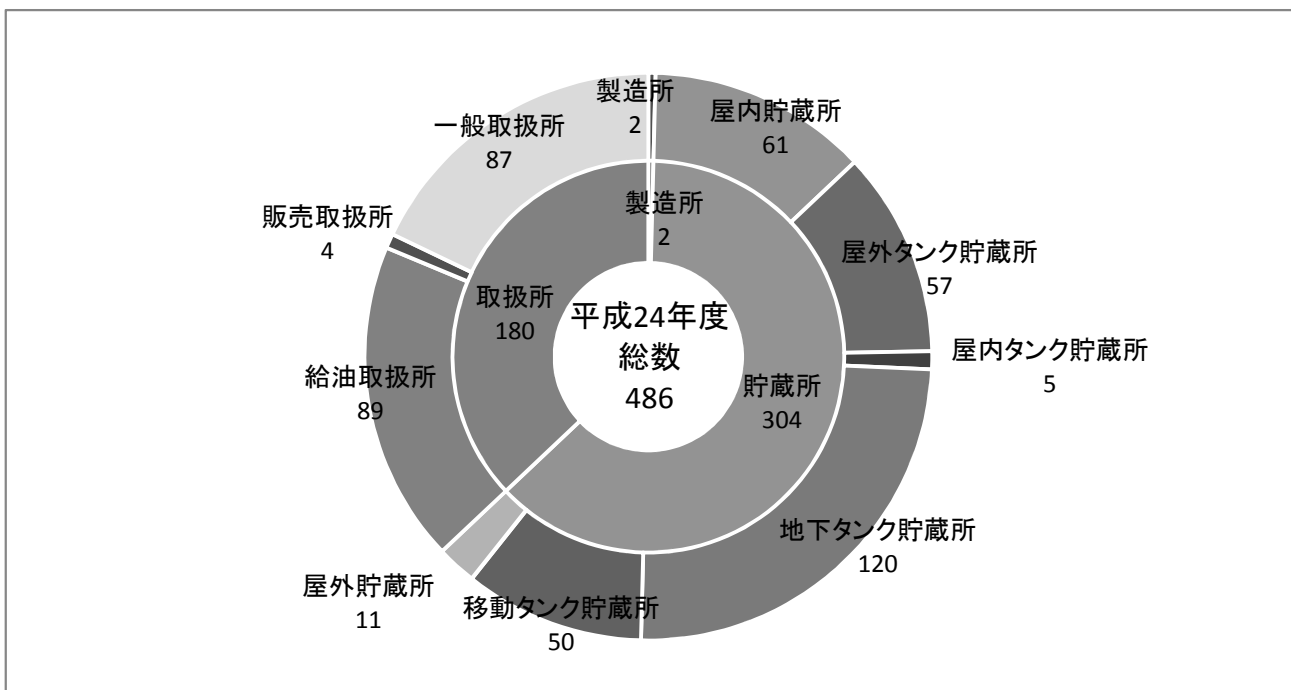 製造所
2
屋内貯蔵所
61
屋外タンク貯蔵所
57
屋内タンク貯蔵所
5
地下タンク貯蔵所
120
移動タンク貯蔵所
50
屋外貯蔵所
11
給油取扱所
89
販売取扱所
4
一般取扱所
87
製造所
2
貯蔵所
304
取扱所
180
平成24年度
総数
486